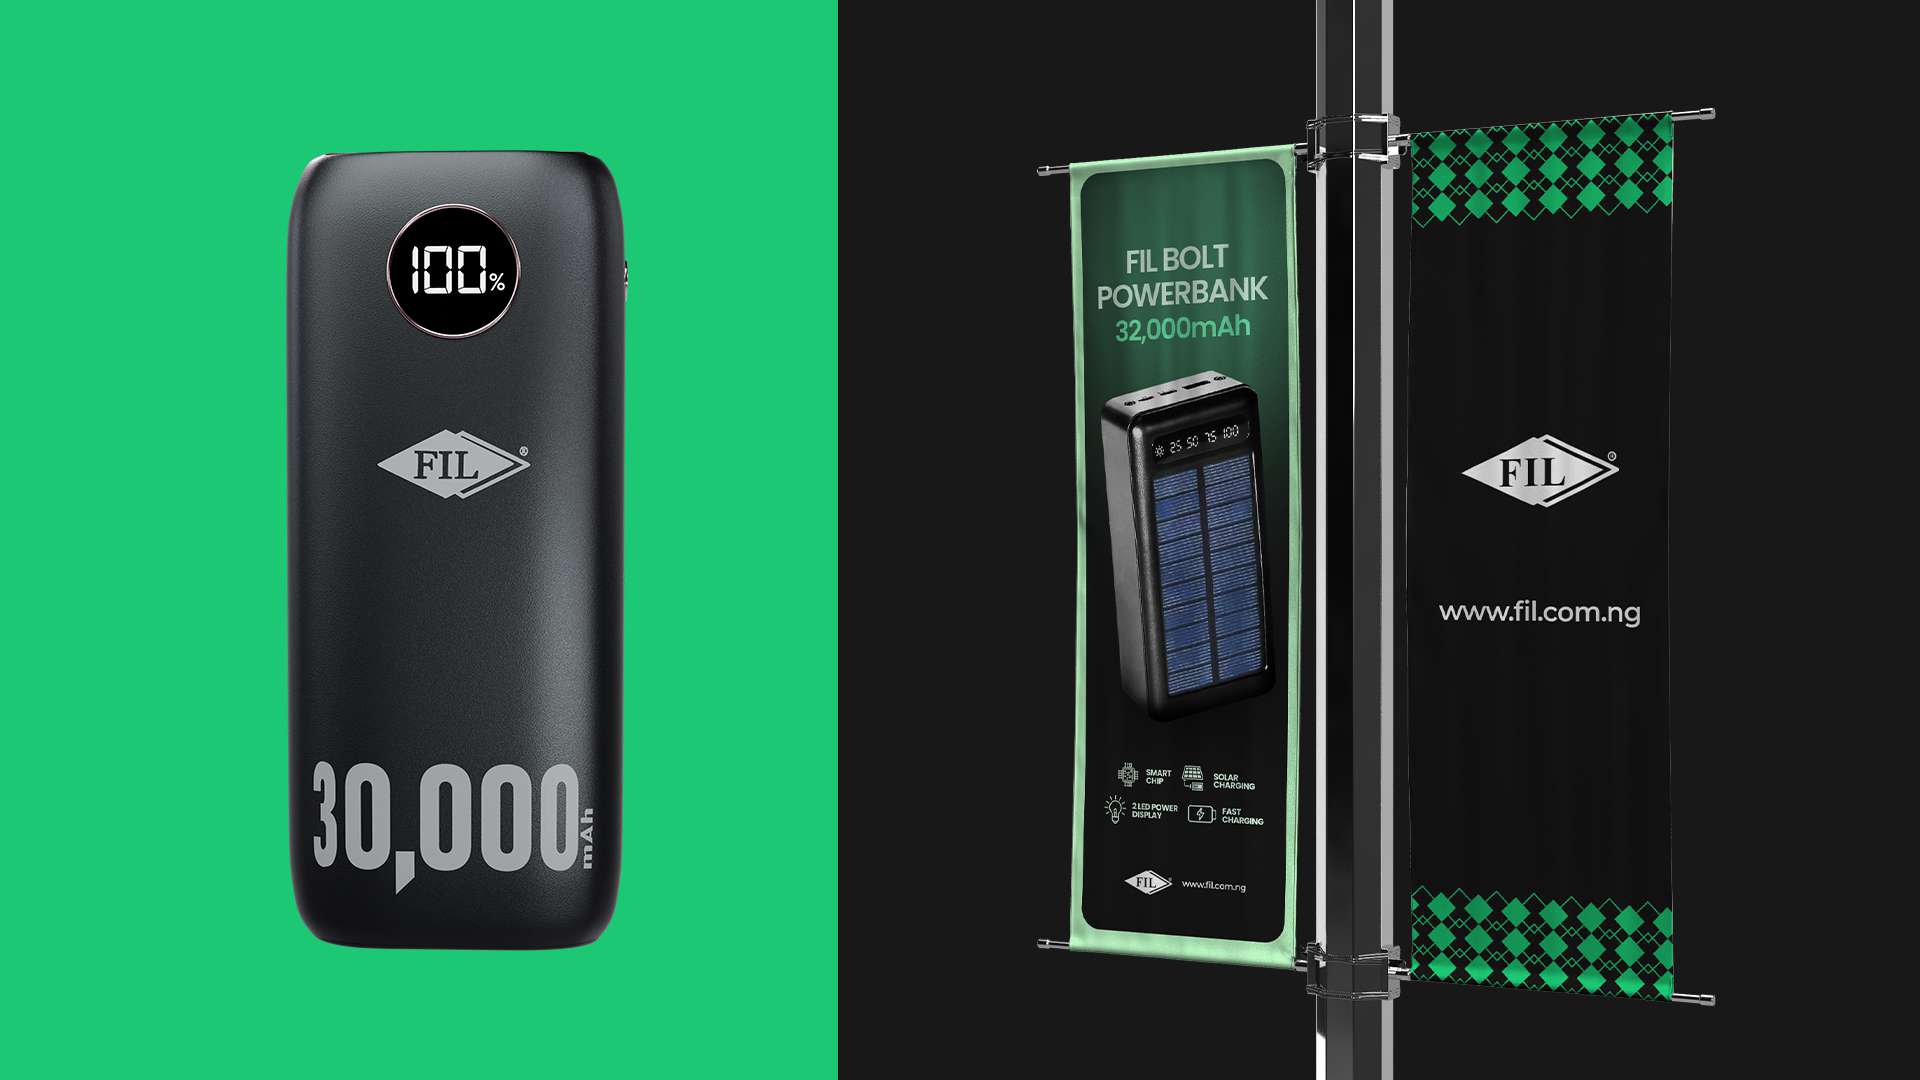 100%
FIL®
30,000
mAh
FIL BOLT
POWERBANK
32,000mAh
25 50 75 100
SMART
CHIP
SOLAR
CHARGING
2 LED POWER
DISPLAY
FAST
CHARGING
FIL
www.fil.com.ng
FIL®
www.fil.com.ng